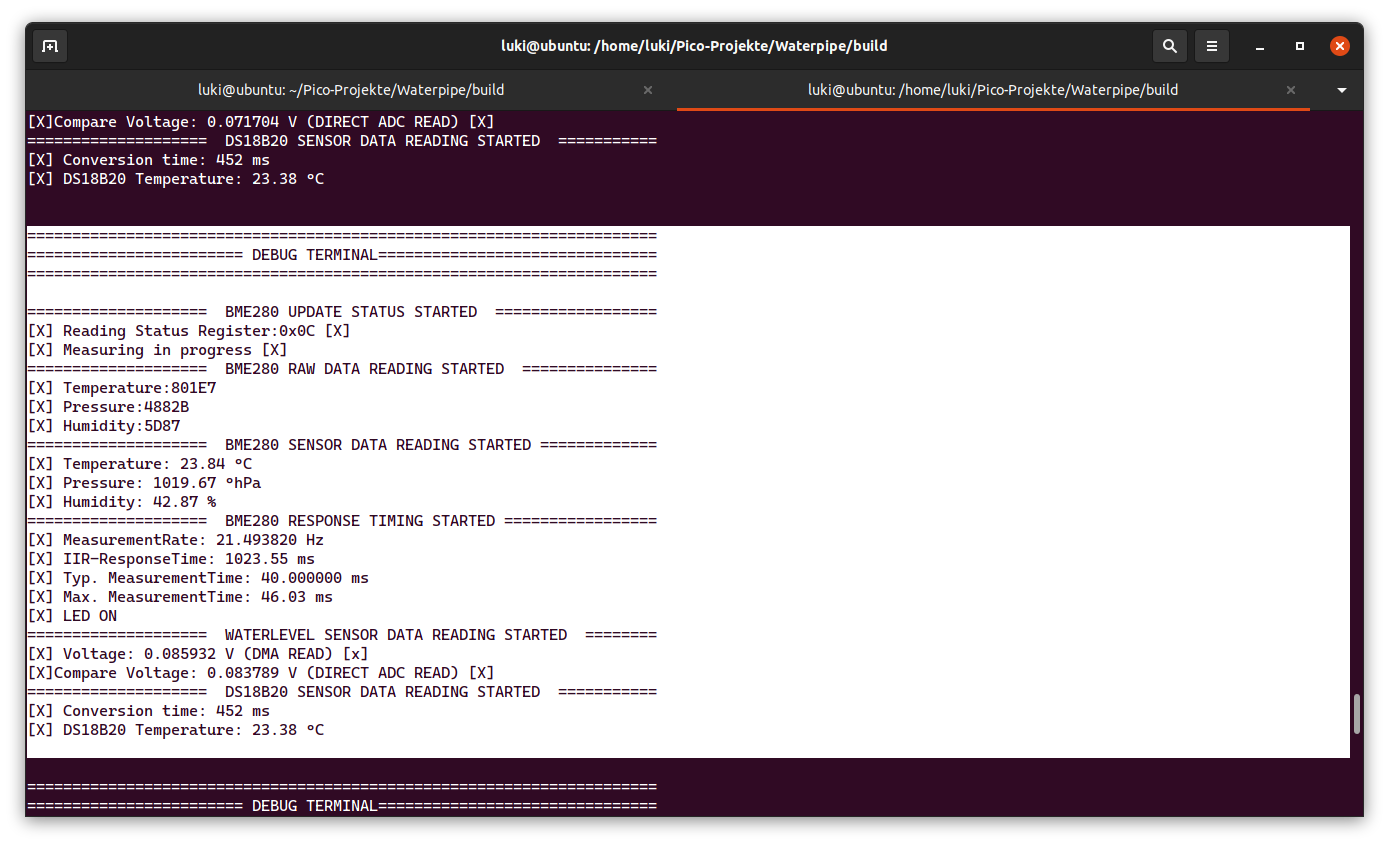 luki@ubuntu: /home/luki/Pico-Projekte/Waterpipe/build
luki@ubuntu: ~/Pico-Projekte/Waterpipe/build
luki@ubuntu: /home/luki/Pico-Projekte/Waterpipe/build
[X]Compare Voltage: 0.071704 V (DIRECT ADC READ) [X]
====================  DS18B20 SENSOR DATA READING STARTED  ===========
[X] Conversion time: 452 ms
[X] DS18B20 Temperature: 23.38 °C
======================================================================
======================== DEBUG TERMINAL===============================
======================================================================
====================  BME280 UPDATE STATUS STARTED  ==================
[X] Reading Status Register:0x0C [X]
[X] Measuring in progress [X]
====================  BME280 RAW DATA READING STARTED  ===============
[X] Temperature:801E7
[X] Pressure:4882B
[X] Humidity:5D87
====================  BME280 SENSOR DATA READING STARTED =============
[X] Temperature: 23.84 °C
[X] Pressure: 1019.67 °hPa
[X] Humidity: 42.87 %
====================  BME280 RESPONSE TIMING STARTED =================
[X] MeasurementRate: 21.493820 Hz
[X] IIR-ResponseTime: 1023.55 ms
[X] Typ. MeasurementTime: 40.000000 ms
[X] Max. MeasurementTime: 46.03 ms
[X] LED ON
====================  WATERLEVEL SENSOR DATA READING STARTED  ========
[X] Voltage: 0.085932 V (DMA READ) [x]
[X]Compare Voltage: 0.083789 V (DIRECT ADC READ) [X]
====================  DS18B20 SENSOR DATA READING STARTED  ===========
[X] Conversion time: 452 ms
[X] DS18B20 Temperature: 23.38 °C
======================================================================
======================== DEBUG TERMINAL===============================